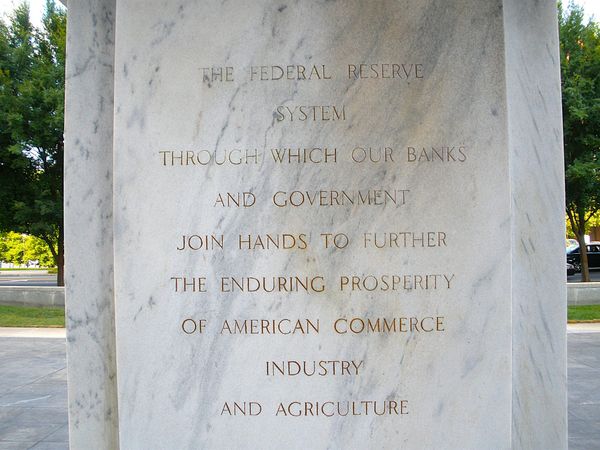 THE FEDERAL RESERVE
SYSTEM
THROUGH WHICH OUR BANKS
AND GOVERNMENT
JOIN HANDS TO FURTHER
THE ENDURING PROSPERITY
OF AMERICAN COMMERCE
INDUSTRY
AND AGRICULTURE